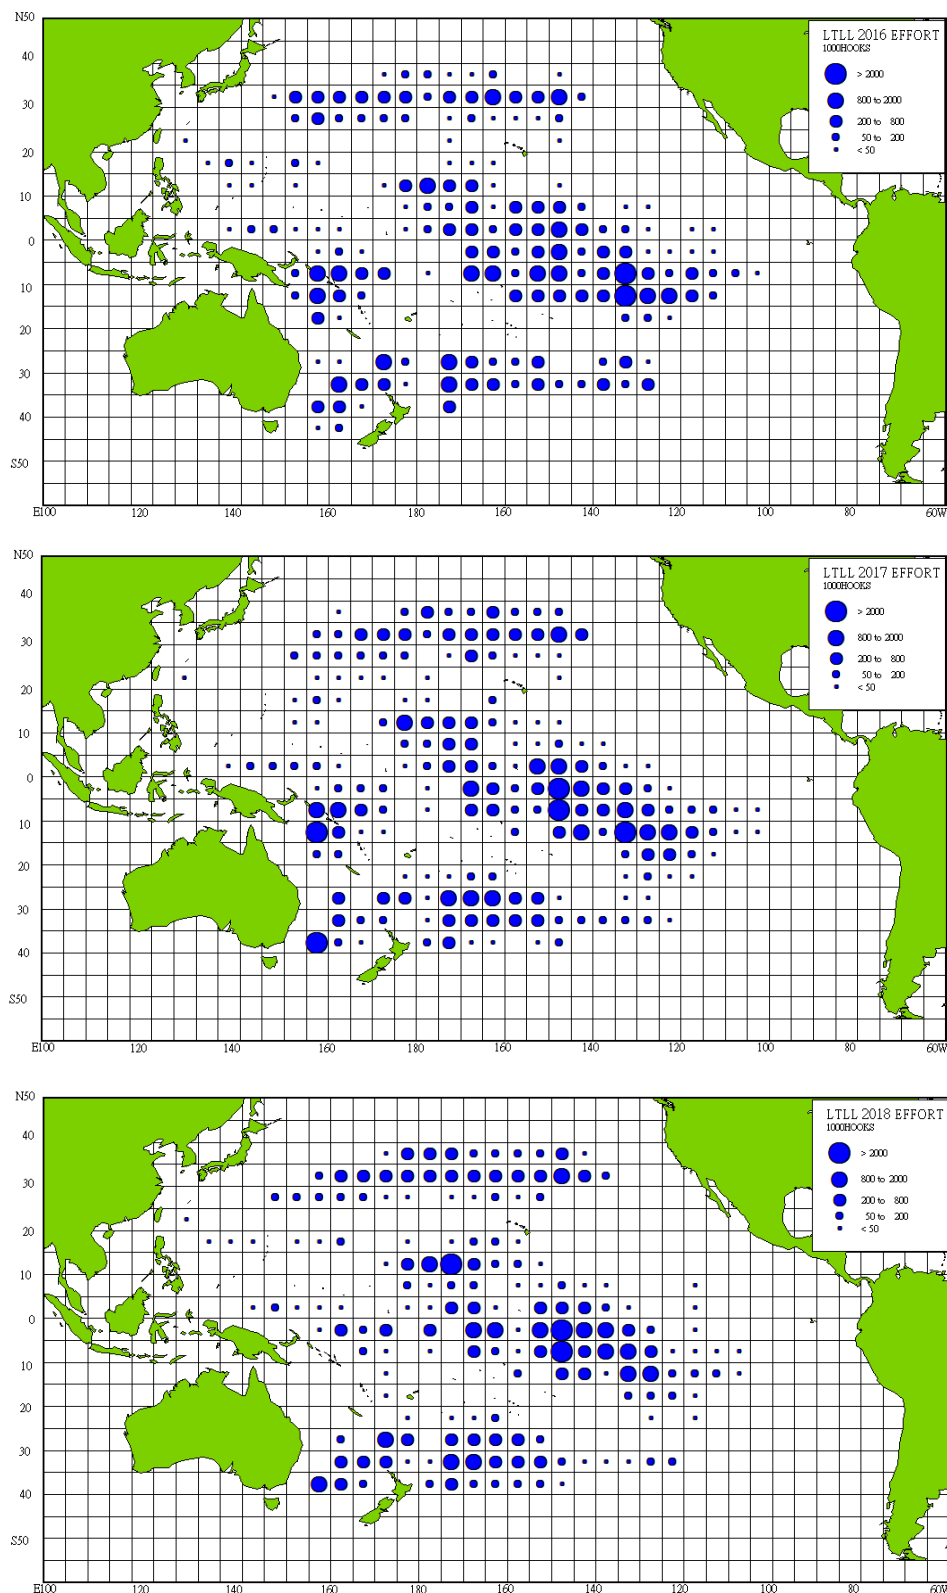 N50
40
30
20
10
0
10
20
30
40
S50
E100 120 140 160 180 160 140 120 100 80 60W
LTLL 2016 EFFORT
1000HOOKS
> 2000
800 to 2000
200 to 800
50 to 200
< 50
N50
40
30
20
10
0
10
20
30
40
S50
E100 120 140 160 180 160 140 120 100 80 60W
LTLL 2017 EFFORT
1000HOOKS
> 2000
800 to 2000
200 to 800
50 to 200
< 50
N50
40
30
20
10
0
10
20
30
40
S50
E100 120 140 160 180 160 140 120 100 80 60W
LTLL 2018 EFFORT
1000HOOKS
> 2000
800 to 2000
200 to 800
50 to 200
< 50